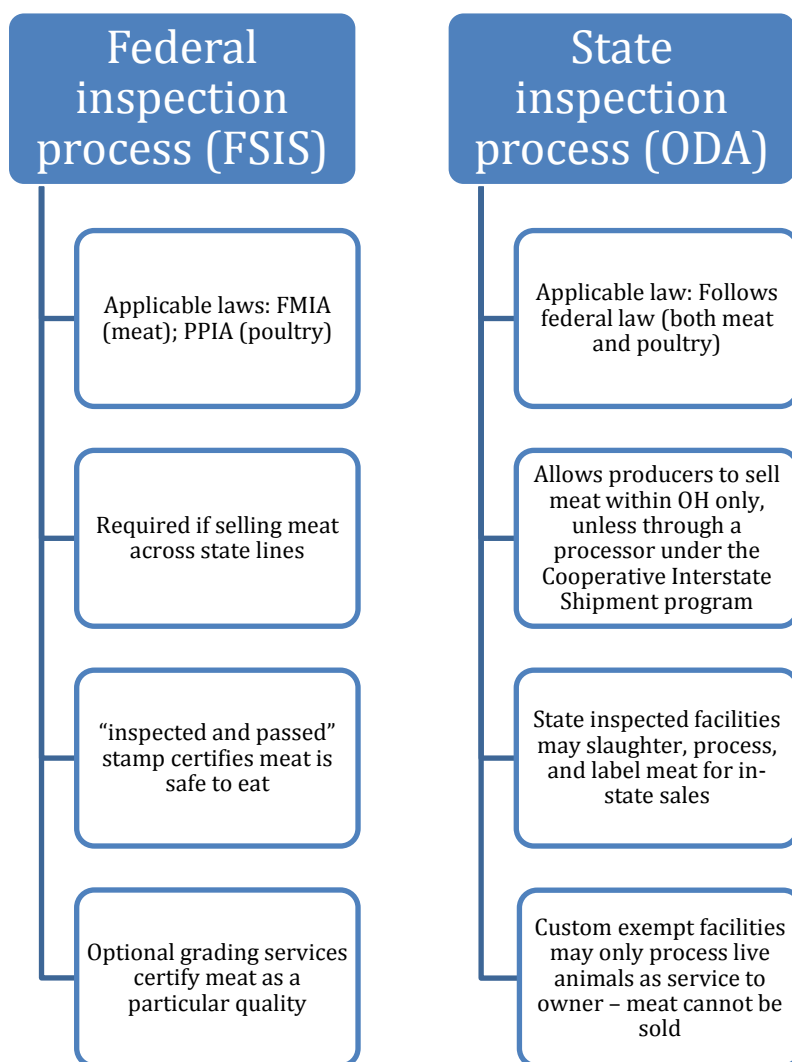 Federal
inspection
process (FSIS)
Applicable laws: FMIA
(meat); PPIA (poultry)
Required if selling meat
across state lines
“inspected and passed”
stamp certifies meat is
safe to eat
Optional grading services
certify meat as a
particular quality
State
inspection
process (ODA)
Applicable law: Follows
federal law (both meat
and poultry)
Allows producers to sell
meat within OH only,
unless through a
processor under the
Cooperative Interstate
Shipment program
State inspected facilities
may slaughter, process,
and label meat for in-
state sales
Custom exempt facilities
may only process live
animals as service to
owner – meat cannot be
sold